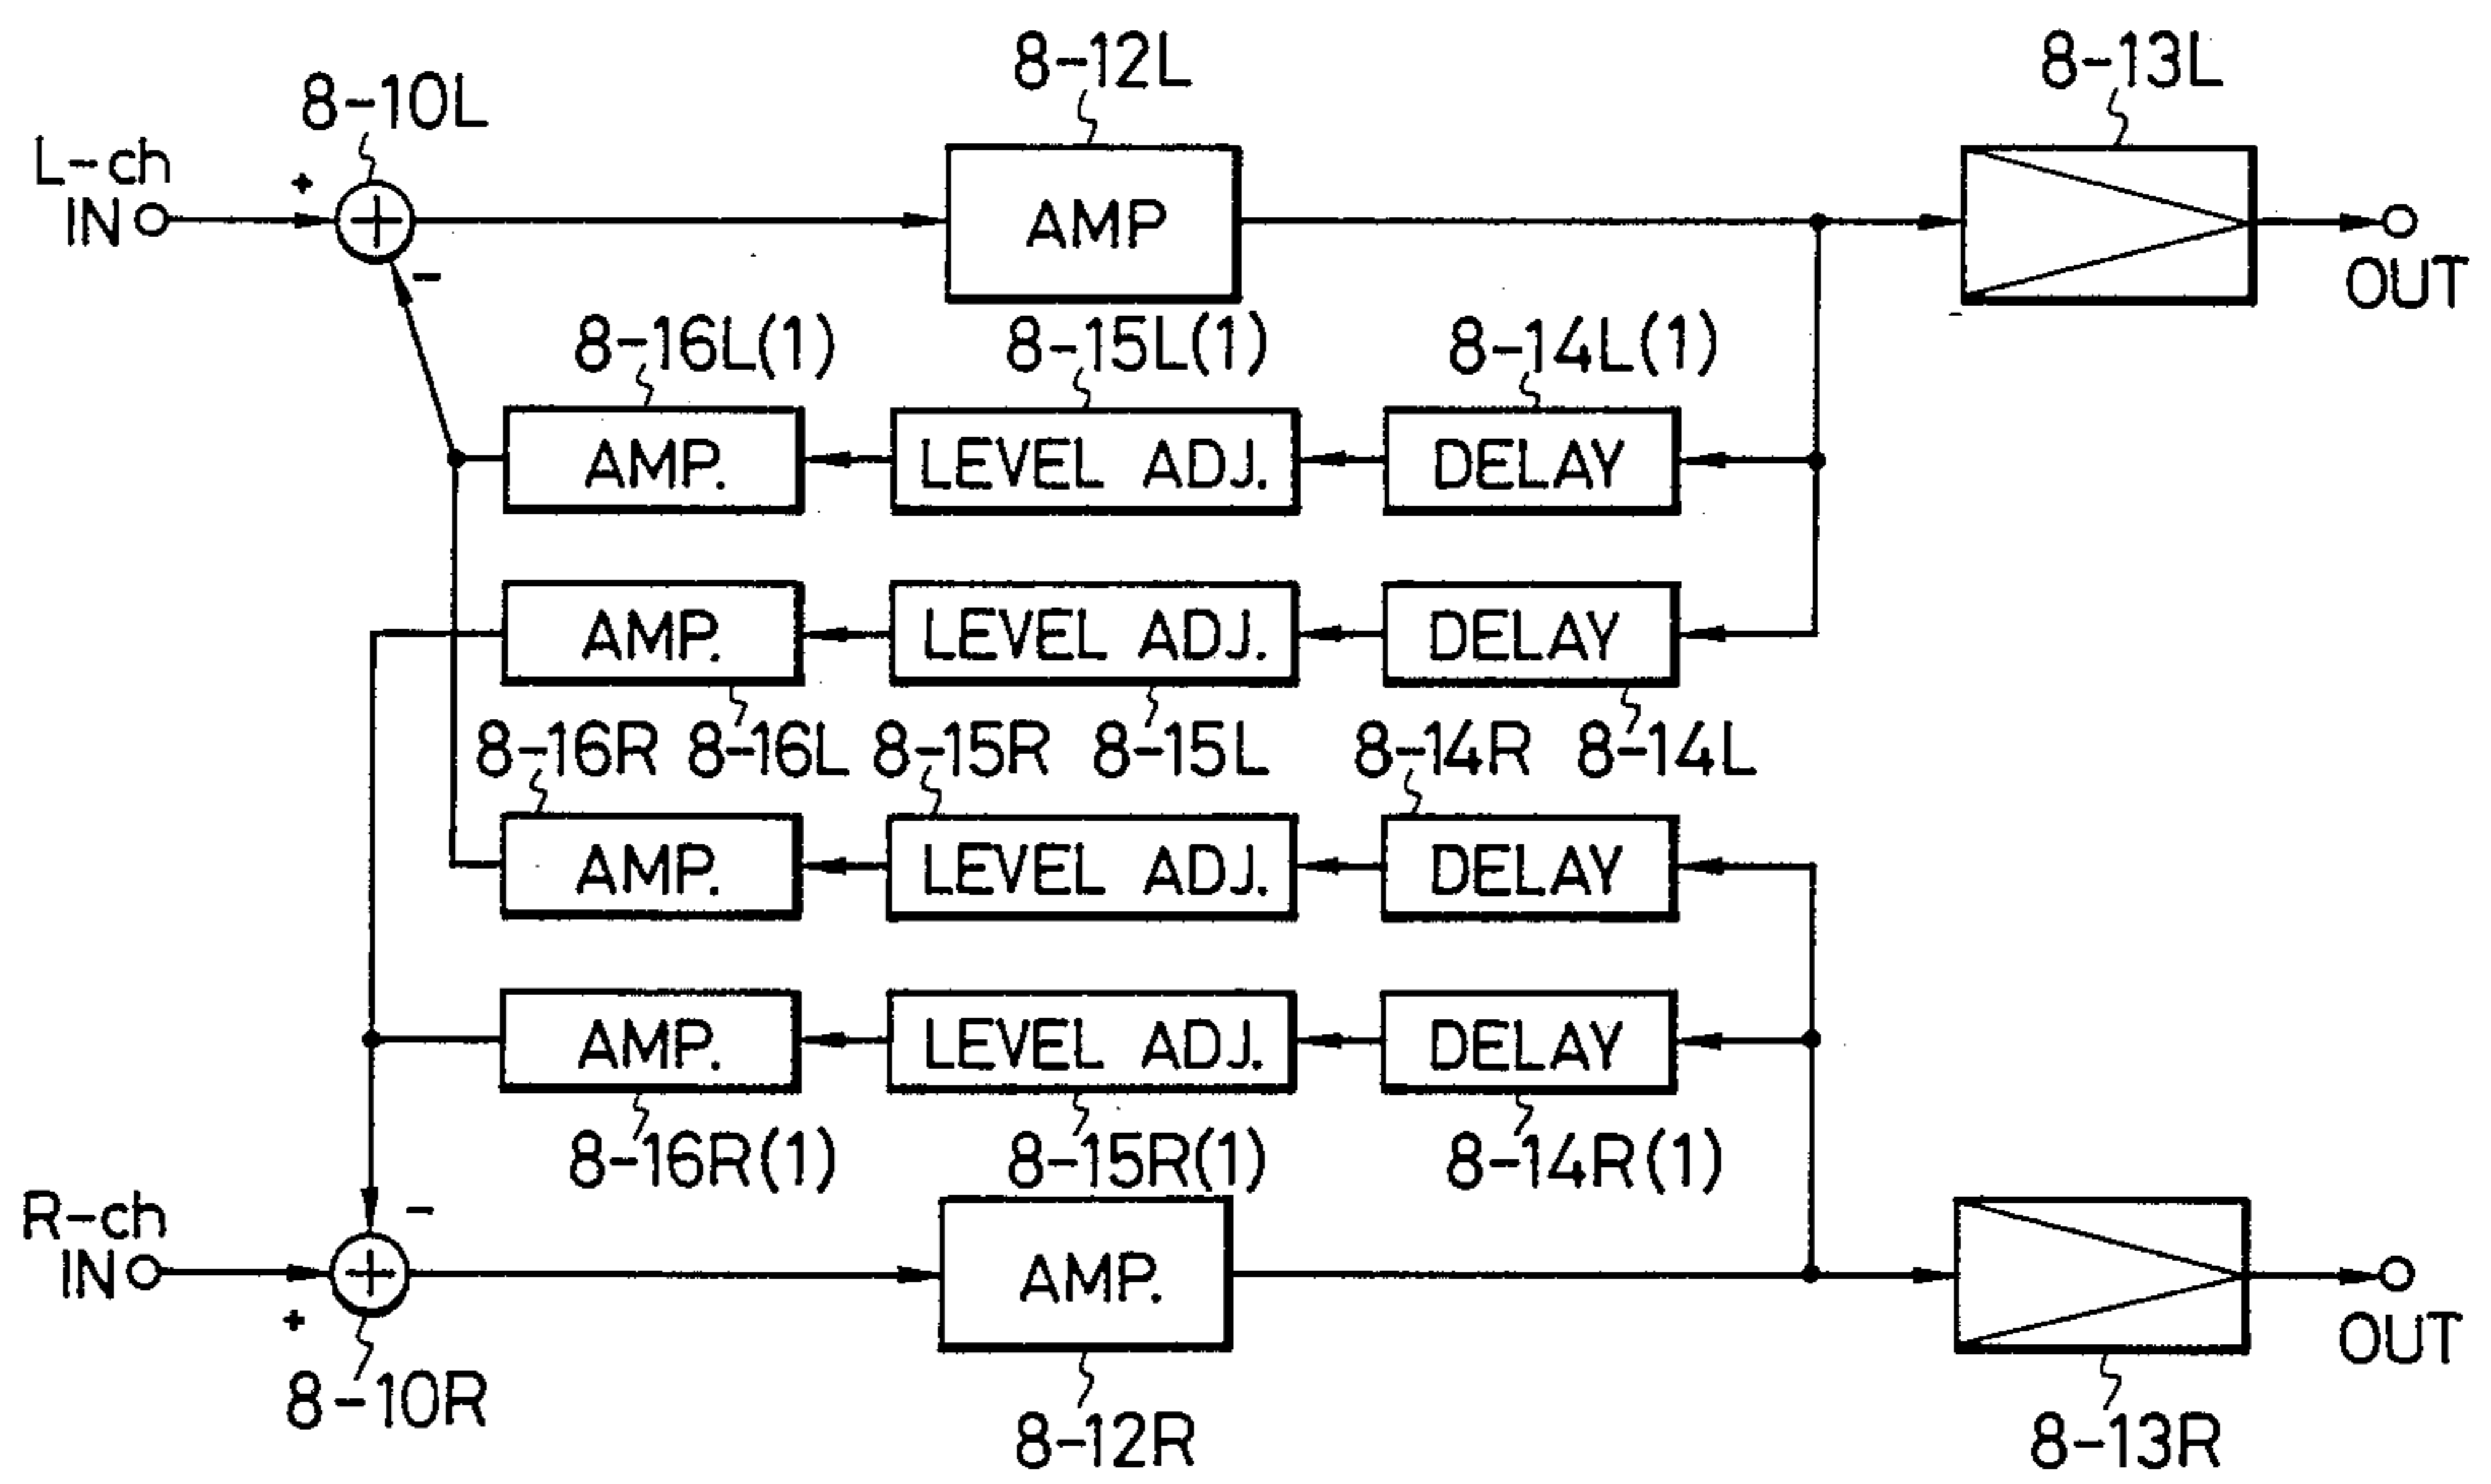 8-12L
8-13L
8-10L
L-ch
IN
+
AMP
-
OUT
8-16L(1)
8-15L(1)
8-14L(1)
AMP.
LEVEL ADJ.
DELAY
AMP.
LEVEL ADJ.
DELAY
8-16R
8-16L
8-15R
8-15L
8-14R
8-14L
AMP.
LEVEL ADJ.
DELAY
AMP.
LEVEL ADJ.
DELAY
8-16R(1)
8-15R(1)
8-14R(1)
R-ch
IN
-
+
AMP.
OUT
8-10R
8-12R
8-13R